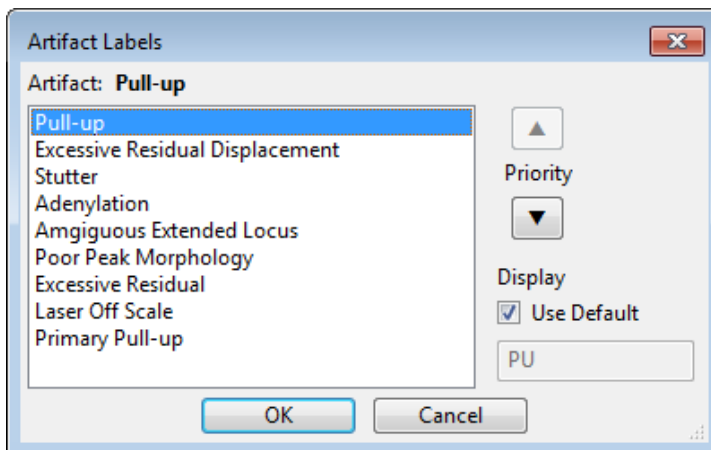 Artifact Labels
Artifact: Pull-up
Pull-up
Excessive Residual Displacement
Stutter
Adenylation
Amgiguous Extended Locus
Poor Peak Morphology
Excessive Residual
Laser Off Scale
Primary Pull-up
Priority
Display
Use Default
PU
OK
Cancel